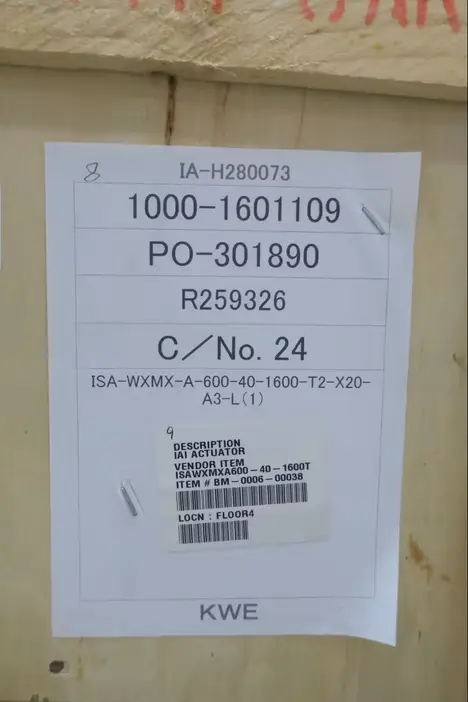 8
IA-H280073
1000-1601109
PO-301890
R259326
C／No. 24
ISA-WXMX-A-600-40-1600-T2-X20-
A3-L(1)
9
DESCRIPTION
IAI ACTUATOR
VENDOR ITEM
ISAWXMXA600-40-1600T
ITEM # BM-0006-00038
LOCN : FLOOR4
KWE